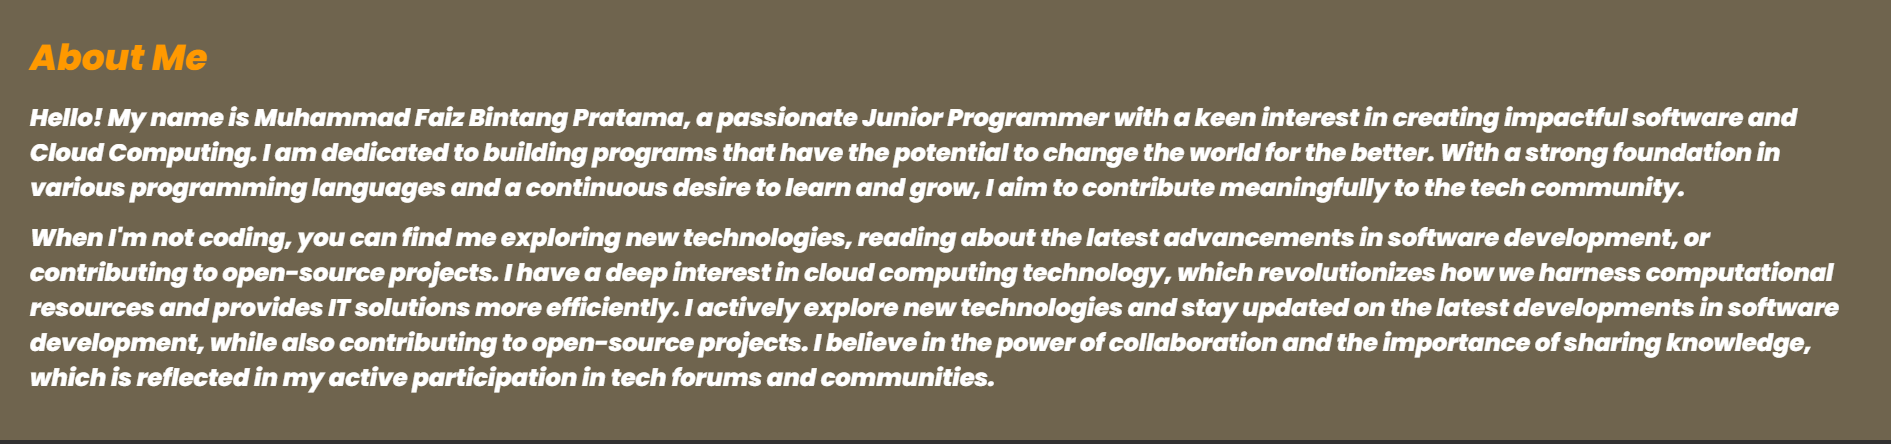 About Me
Hello! My name is Muhammad Faiz Bintang Pratama, a passionate Junior Programmer with a keen interest in creating impactful software and
Cloud Computing. I am dedicated to building programs that have the potential to change the world for the better. With a strong foundation in
various programming languages and a continuous desire to learn and grow, I aim to contribute meaningfully to the tech community.
When I'm not coding, you can find me exploring new technologies, reading about the latest advancements in software development, or
contributing to open-source projects. I have a deep interest in cloud computing technology, which revolutionizes how we harness computational
resources and provides IT solutions more efficiently. I actively explore new technologies and stay updated on the latest developments in software
development, while also contributing to open-source projects. I believe in the power of collaboration and the importance of sharing knowledge,
which is reflected in my active participation in tech forums and communities.